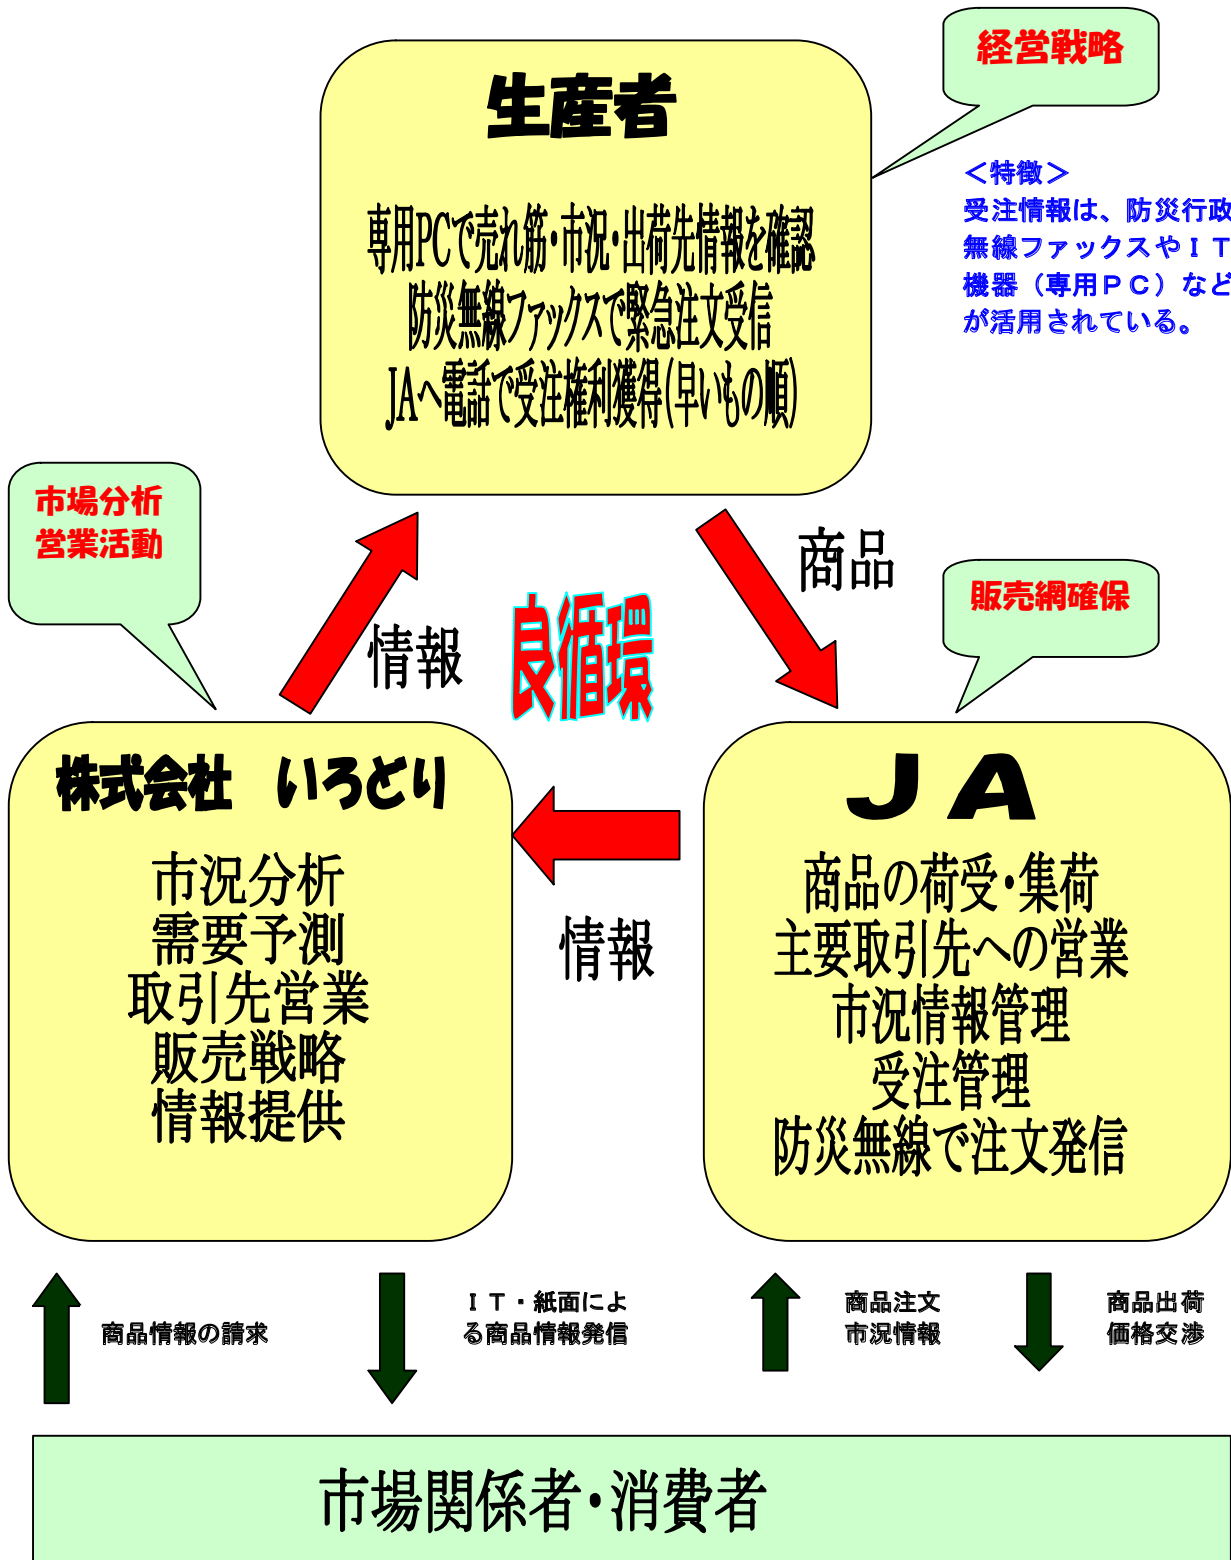 経営戦略
生産者
専用PCで売れ筋・市況・出荷先情報を確認
防災無線ファックスで緊急注文受信
JAへ電話で受注権利獲得(早いもの順)
＜特徴＞
受注情報は、防災行政
無線ファックスやＩＴ
機器（専用ＰＣ）など
が活用されている。
市場分析
営業活動
商品
販売網確保
情報
良循環
株式会社　いろどり
市況分析
需要予測
取引先営業
販売戦略
情報提供
情報
ＪＡ
商品の荷受・集荷
主要取引先への営業
市況情報管理
受注管理
防災無線で注文発信
商品情報の請求
ＩＴ・紙面によ
る商品情報発信
商品注文
市況情報
商品出荷
価格交渉
市場関係者・消費者